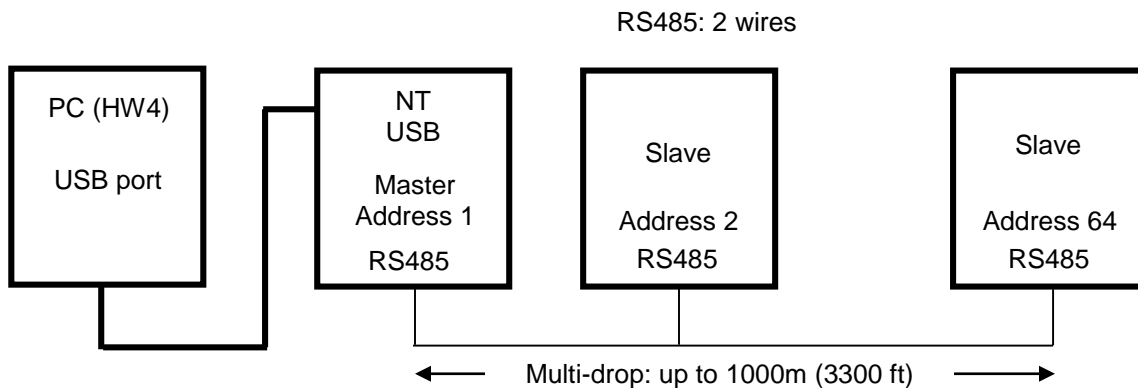 RS485: 2 wires
PC (HW4)
USB port
NT
USB
Master
Address 1
RS485
Slave
Address 2
RS485
Slave
Address 64
RS485
Multi-drop: up to 1000m (3300 ft)